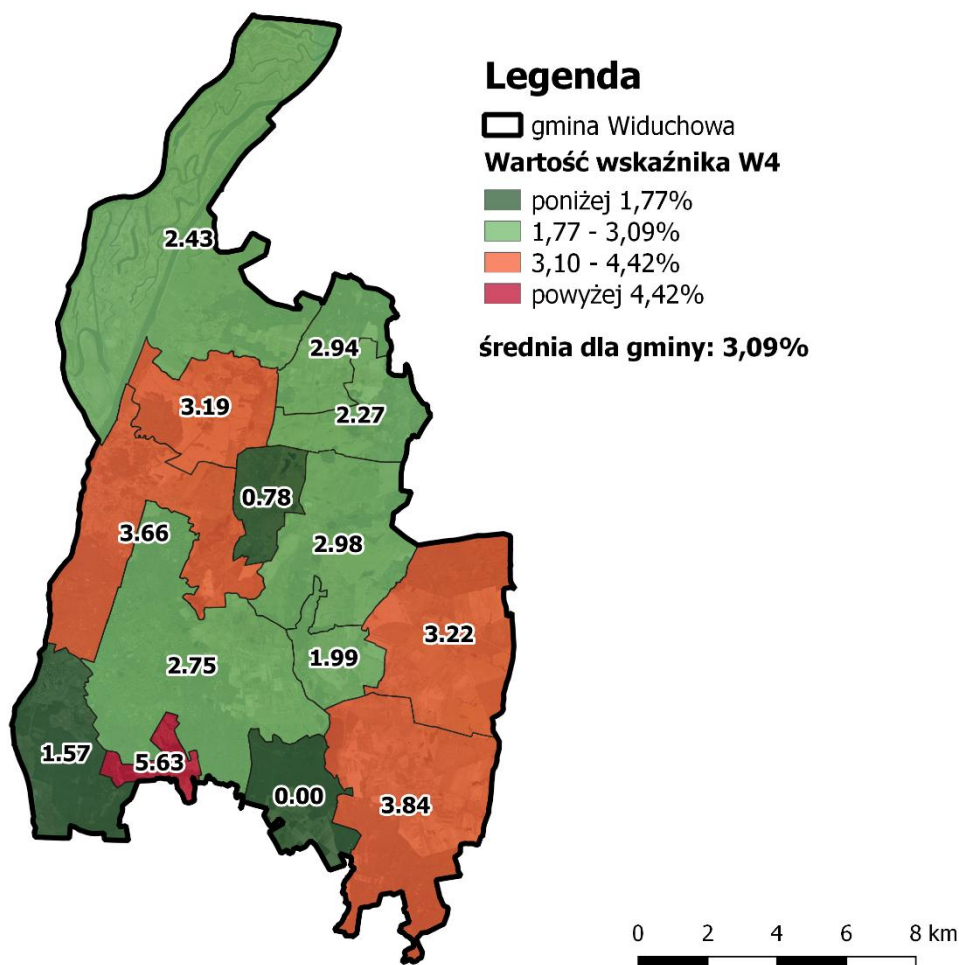 Legenda
gmina Widuchowa
Wartość wskaźnika W4
poniżej 1,77%
1,77 - 3,09%
3,10 - 4,42%
powyżej 4,42%
średnia dla gminy: 3,09%
2.43
2.94
3.19
2.27
0.78
3.66
2.98
3.22
1.99
2.75
1.57
5.63
0.00
3.84
0 2 4 6 8 km